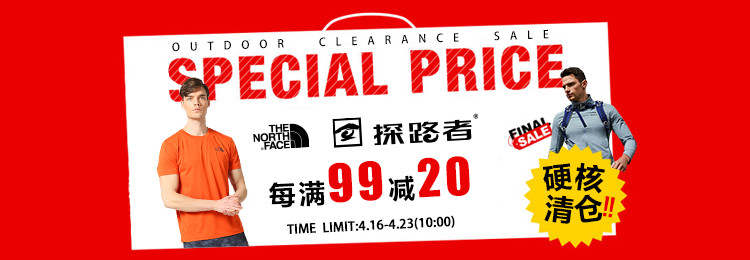 OUTDOOR CLEARANCE SALE
SPECIAL PRICE
THE
NORTH
FACE
探路者®
FINAL
SALE
每满99减20
硬核
清仓!!
TIME LIMIT:4.16-4.23(10:00)